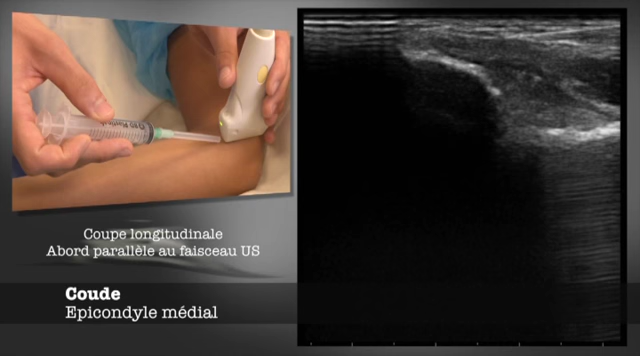 Coupe longitudinale
Abord parallèle au faisceau US
Coude
Epicondyle médial